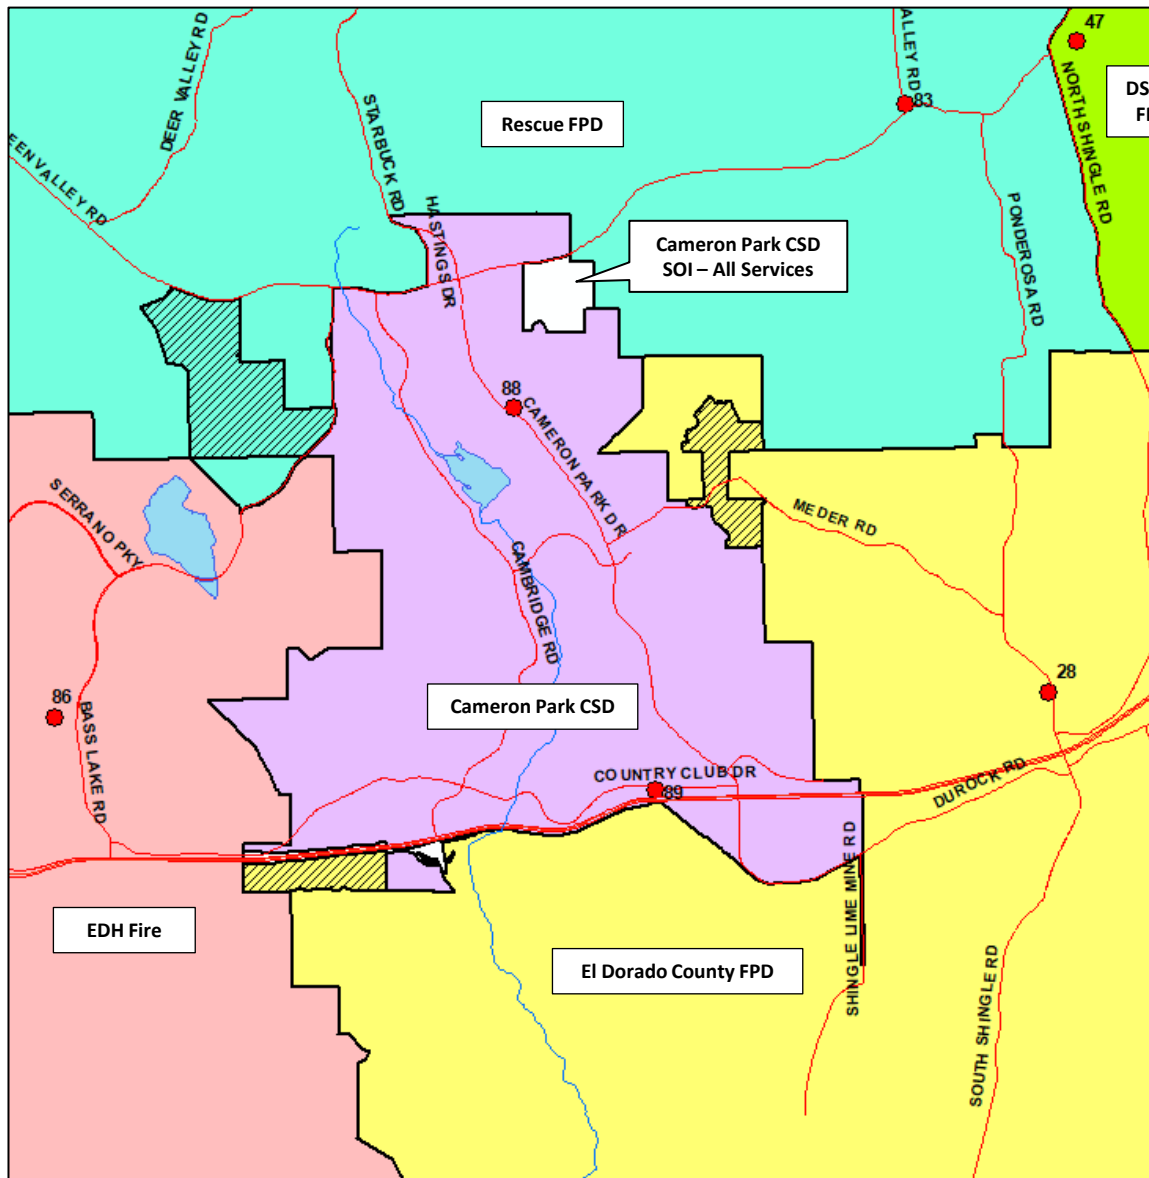 47
DEER VALLEY RD
ALLEY RD
83
DS
FI
STARBUCK RD
Rescue FPD
NORTH SHINGLE RD
EEN VALLEY RD
HASTINGS DR
PONDEROSA RD
Cameron Park CSD
SOI – All Services
88
CAMERON PARK DR
SERRANO PKY
MEDER RD
CAMBRIDGE RD
86
BASS LAKE RD
Cameron Park CSD
28
COUNTRY CLUB DR
89
DUROCK RD
SHINGLE LIME MINE RD
EDH Fire
El Dorado County FPD
SOUTH SHINGLE RD